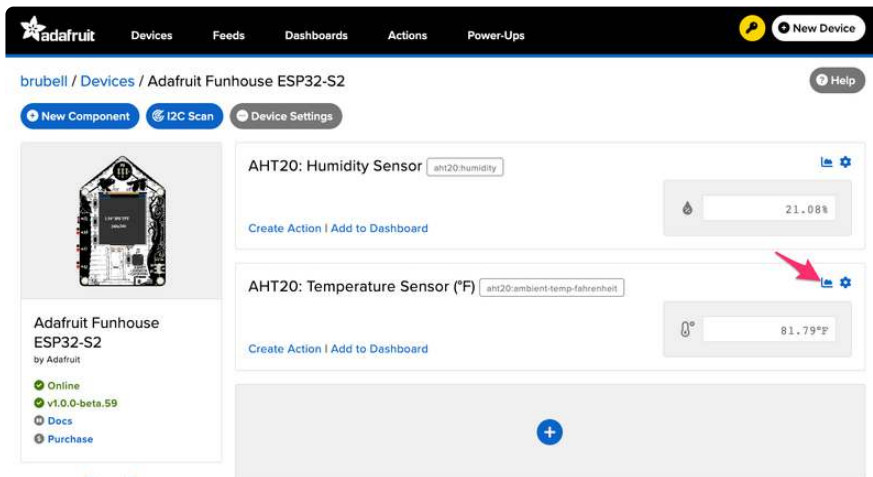 adafruit Devices Feeds Dashboards Actions Power-Ups New Device
brubell / Devices / Adafruit Funhouse ESP32-S2 Help
New Component I2C Scan Device Settings
AHT20: Humidity Sensor aht20:humidity
21.08%
Create Action | Add to Dashboard
AHT20: Temperature Sensor (°F) aht20:ambient-temp-fahrenheit
81.79°F
Create Action | Add to Dashboard
Adafruit Funhouse
ESP32-S2
by Adafruit
Online
v1.0.0-beta.59
Docs
Purchase